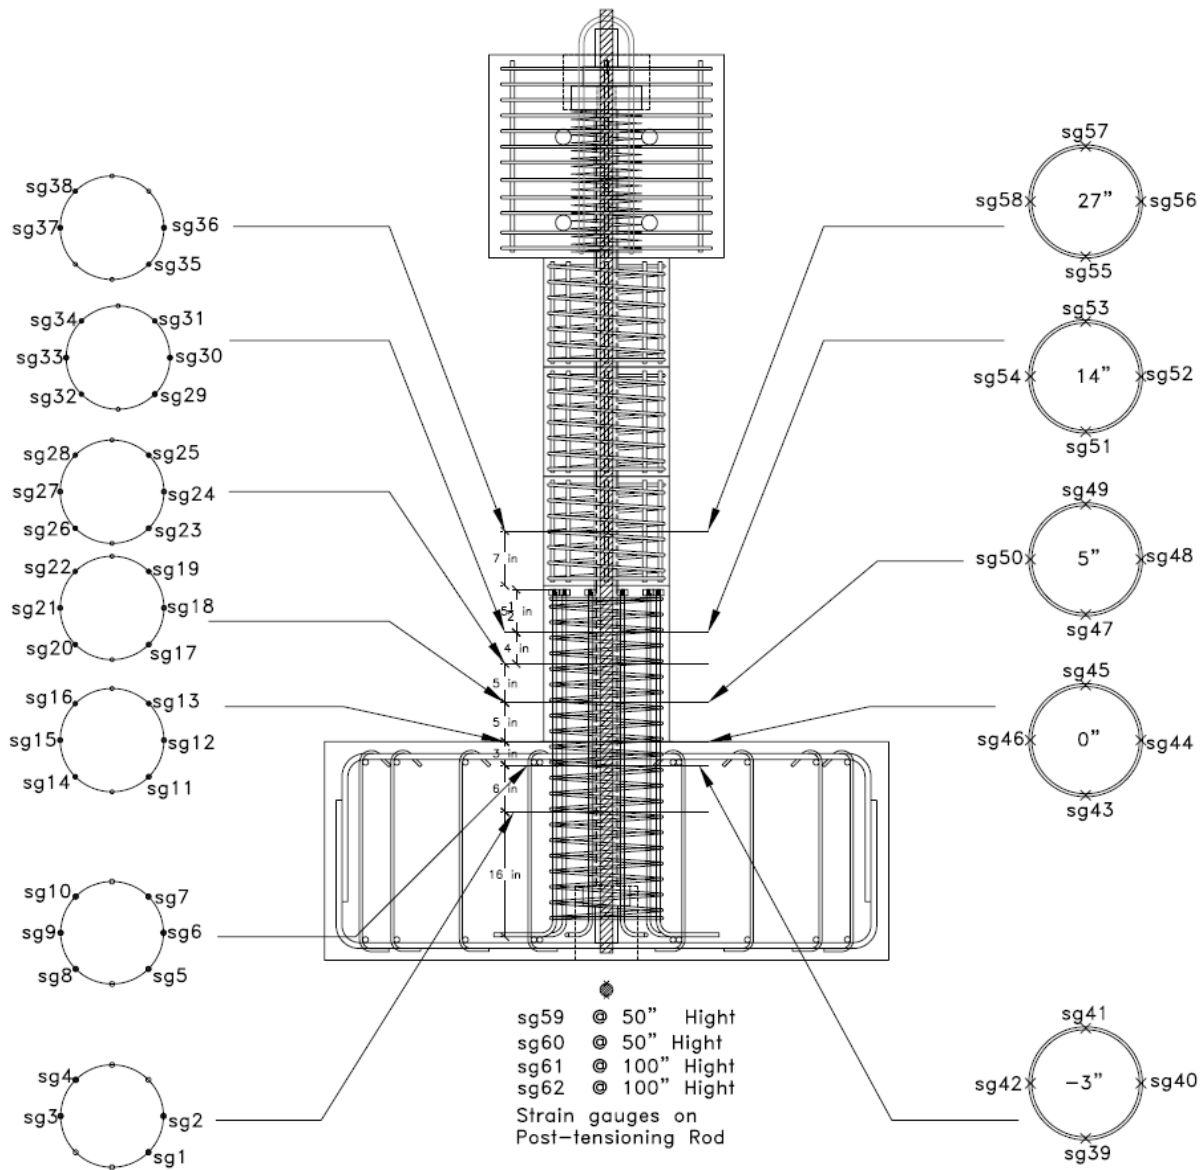 sg57
sg58 27" sg56
sg55
sg38
sg37 sg36
sg35
sg53
sg54 14" sg52
sg51
sg34 sg31
sg33 sg30
sg32 sg29
sg28 sg25
sg27 sg24
sg26 sg23
sg49
sg50 5" sg48
sg47
sg22 sg19
sg21 sg18
sg20 sg17
7 in
5 1/2 in
4 in
5 in
5 in
3 in
6 in
16 in
sg16 sg13
sg15 sg12
sg14 sg11
sg45
sg46 0" sg44
sg43
sg10 sg7
sg9 sg6
sg8 sg5
sg4
sg3 sg2
sg1
sg41
sg42 -3" sg40
sg39
sg59 @ 50" Hight
sg60 @ 50" Hight
sg61 @ 100" Hight
sg62 @ 100" Hight
Strain gauges on
Post-tensioning Rod